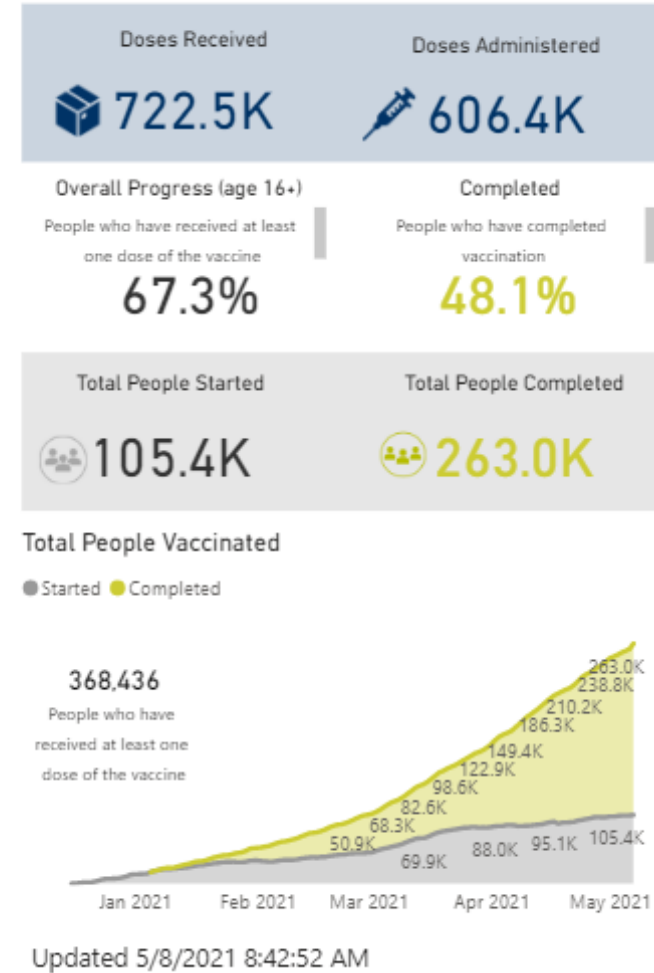 Doses Received
Doses Administered
722.5K
606.4K
Overall Progress (age 16+)
People who have received at least
one dose of the vaccine
67.3%
Completed
People who have completed
vaccination
48.1%
Total People Started
105.4K
Total People Completed
263.0K
Total People Vaccinated
Started Completed
368,436
People who have
received at least one
dose of the vaccine
263.0K
238.8K
210.2K
186.3K
149.4K
122.9K
98.6K
82.6K
68.3K
50.9K
69.9K
88.0K
95.1K
105.4K
Jan 2021 Feb 2021 Mar 2021 Apr 2021 May 2021
Updated 5/8/2021 8:42:52 AM